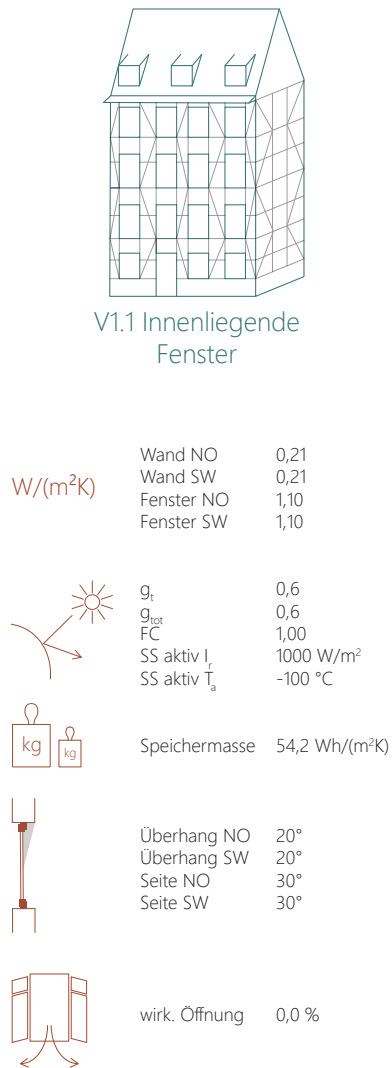 V1.1 Innenliegende
Fenster
W/(m²K)
Wand NO 0,21
Wand SW 0,21
Fenster NO 1,10
Fenster SW 1,10
gt 0,6
gtot 0,6
FC 1,00
SS aktiv Ir 1000 W/m²
SS aktiv Ta -100 °C
kg kg
Speichermasse 54,2 Wh/(m²K)
Überhang NO 20°
Überhang SW 20°
Seite NO 30°
Seite SW 30°
wirk. Öffnung 0,0 %